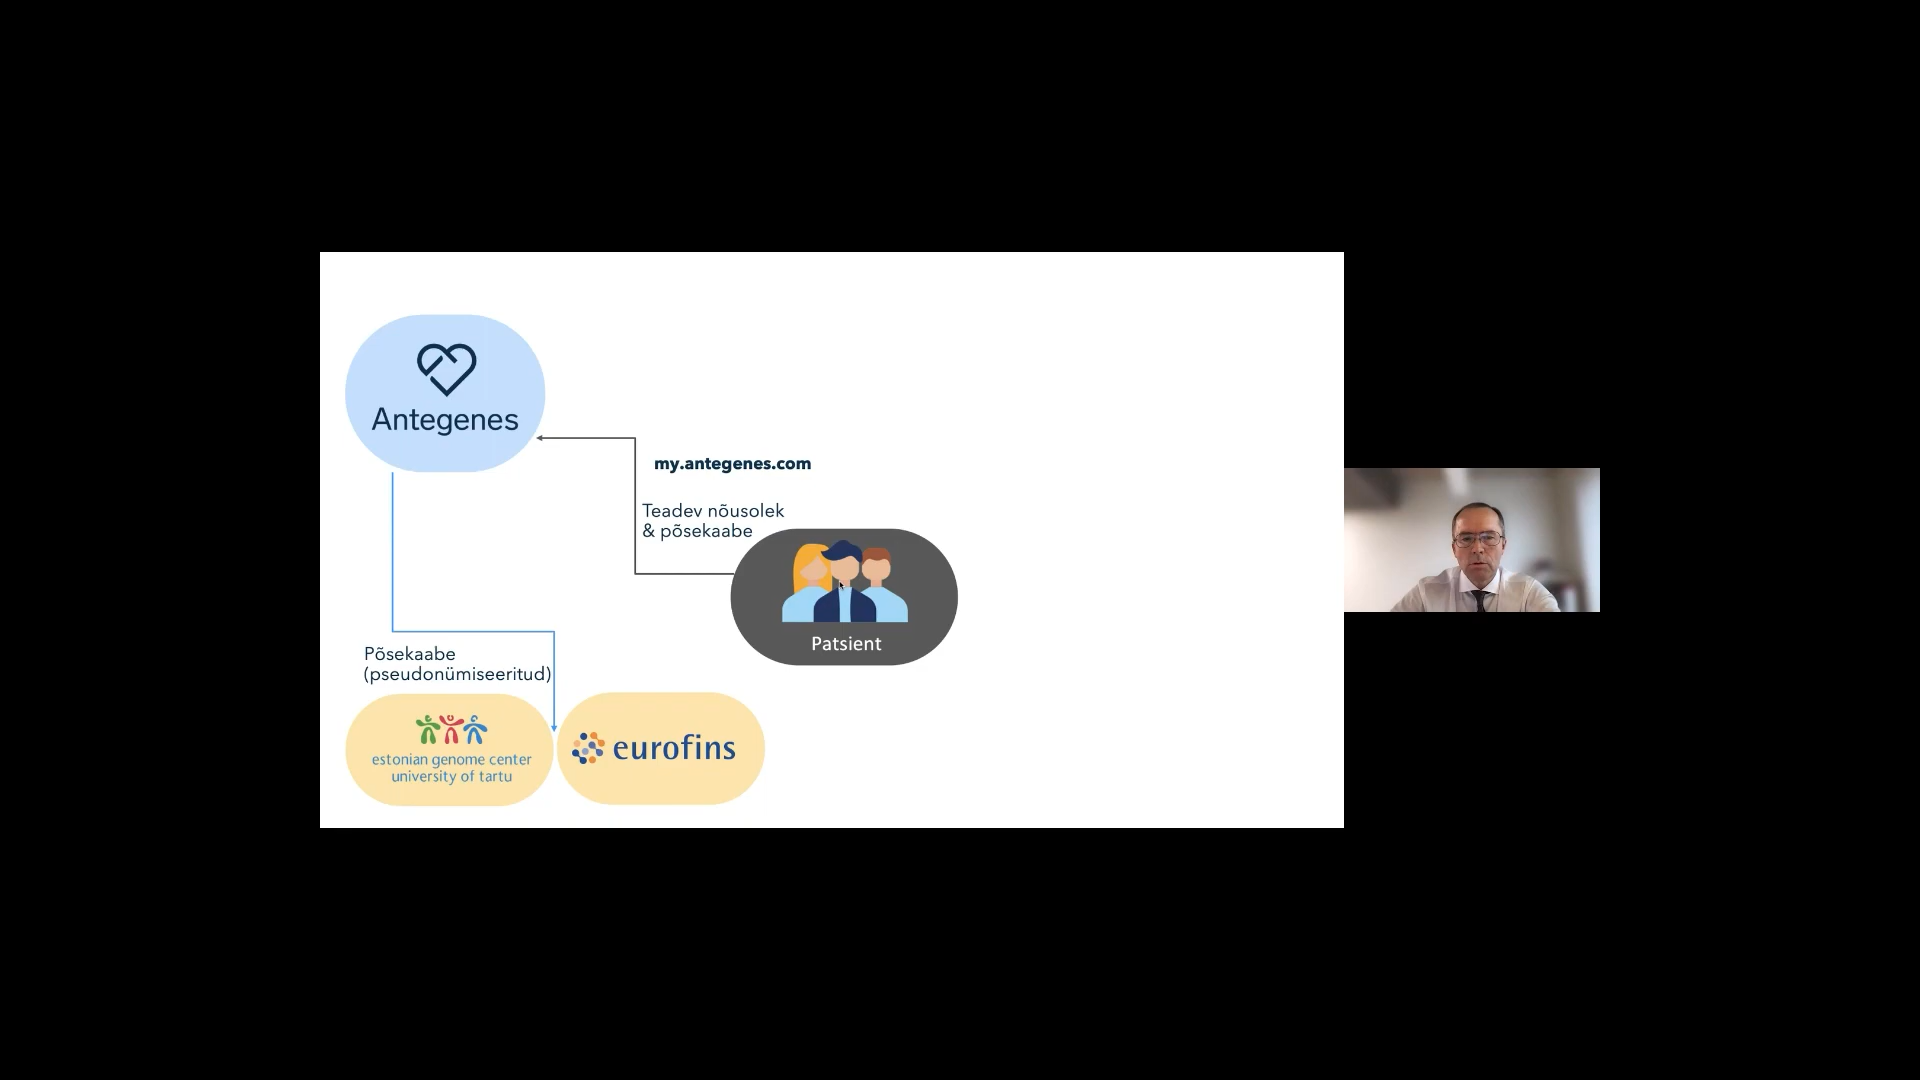 Antegenes
my.antegenes.com
Teadev nõusolek
& põsekaabe
Patsient
Põsekaabe
(pseudonümiseeritud)
estonian genome center
university of tartu
eurofins